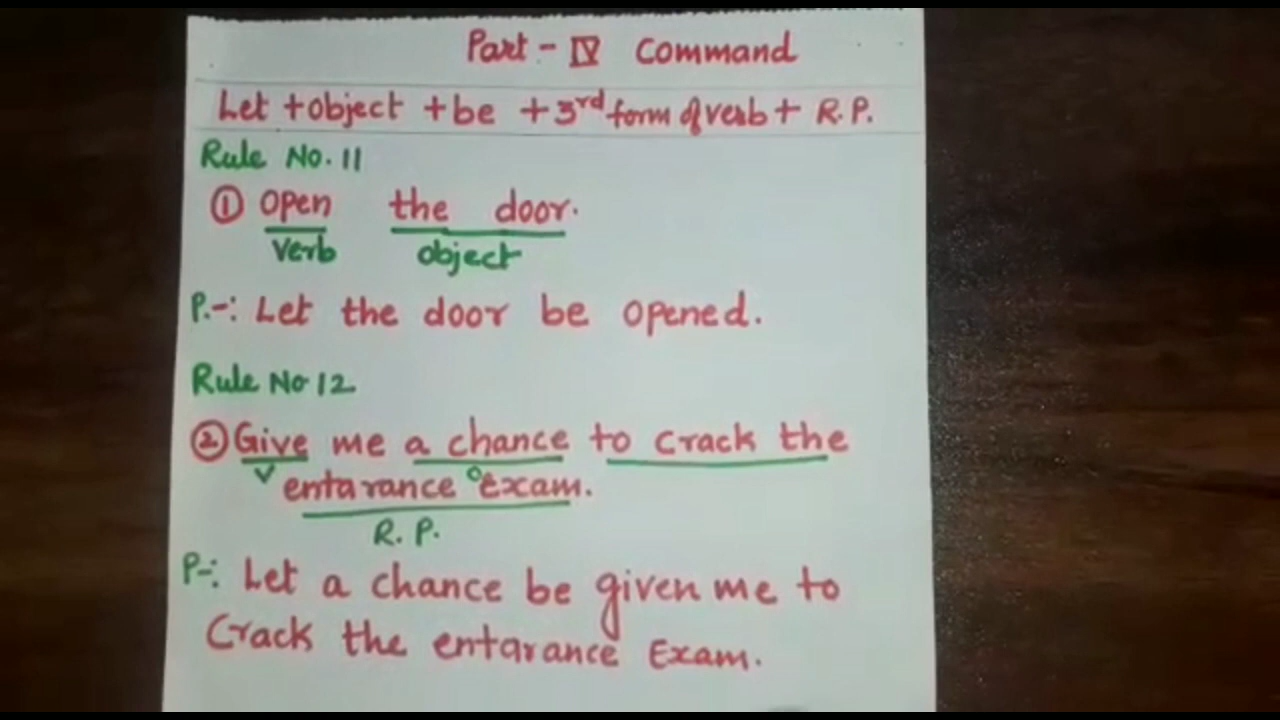 Part - IV Command
Let + object + be + 3rd form of verb + R.P.
Rule No. 11
① Open the door.
Verb object
P.-: Let the door be opened.
Rule No 12
② Give me a chance to crack the
V O
entarance Exam.
R. P.
P-: Let a chance be given me to
Crack the entarance Exam.